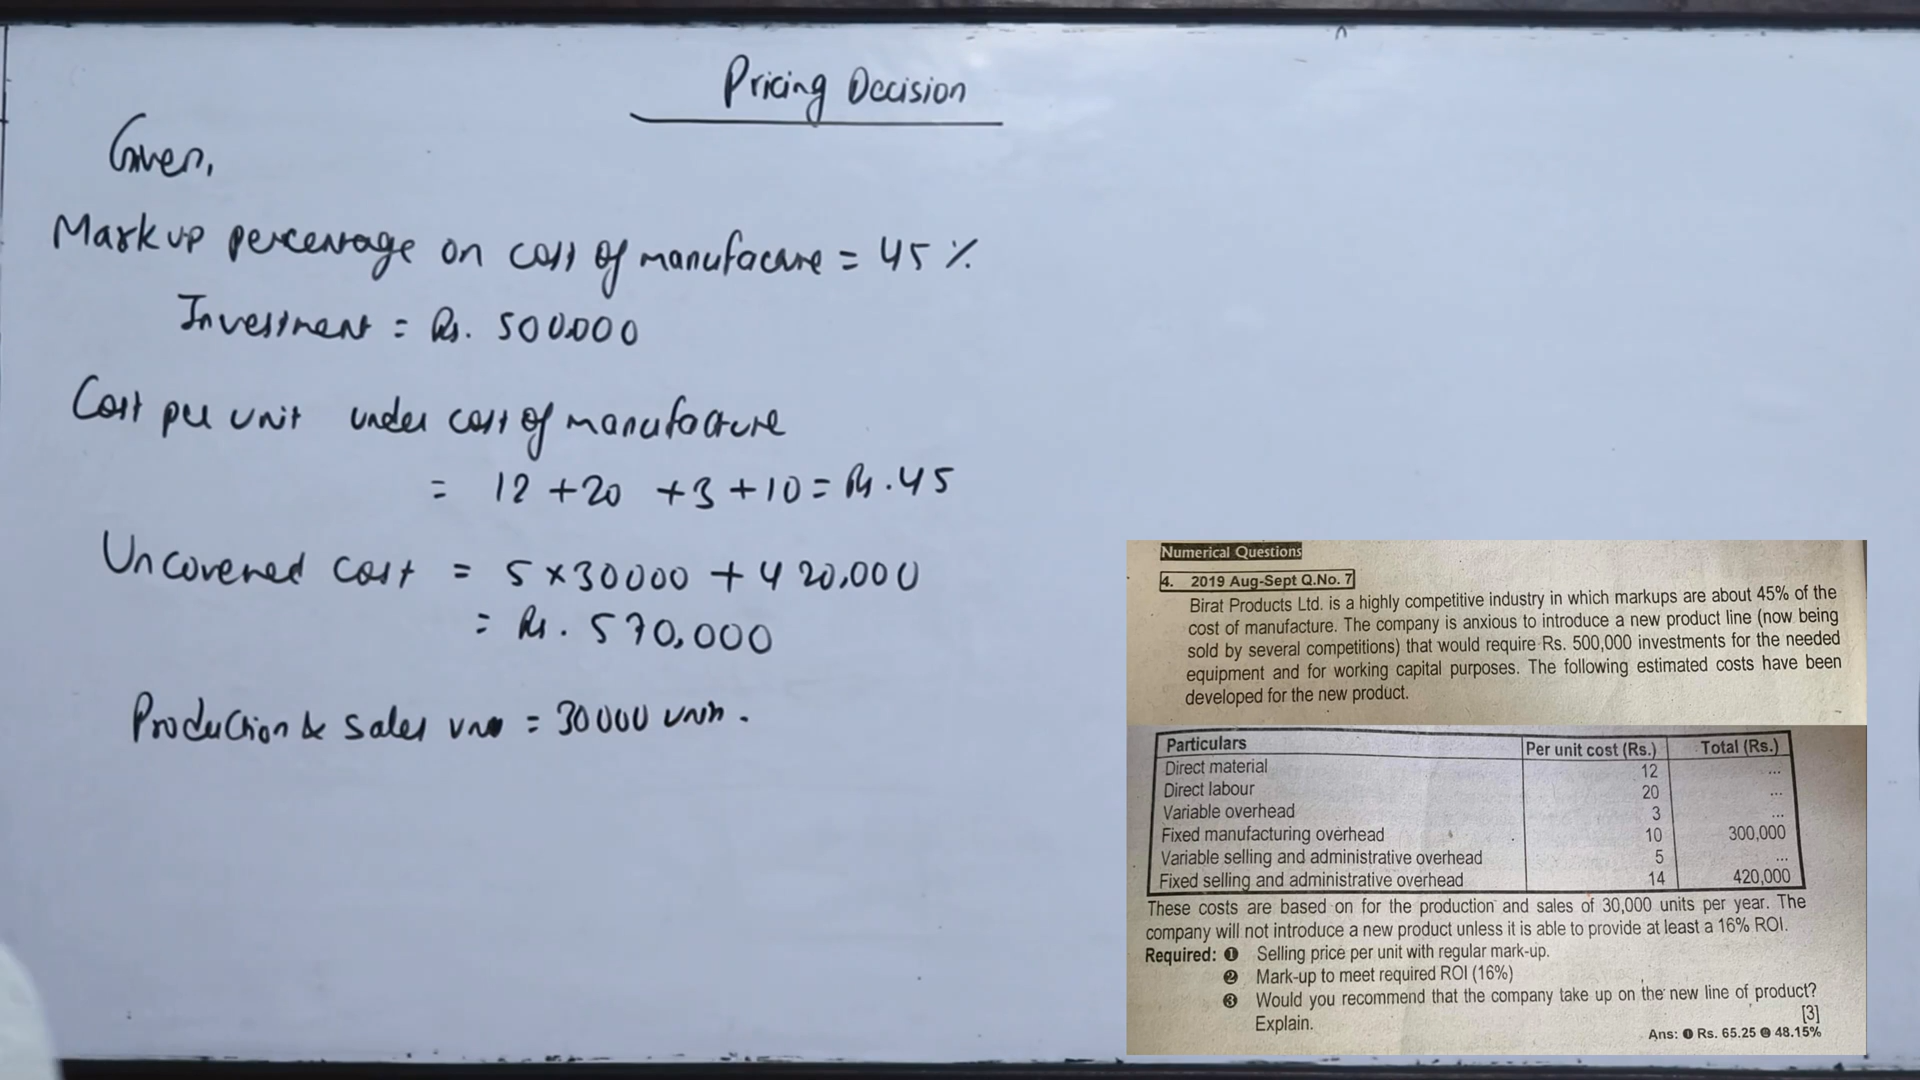 Pricing Decision
Given,
Markup percentage on cost of manufacture = 45 %
Investment = Rs. 500,000
Cost per unit under cost of manufacture
= 12 + 20 + 3 + 10 = Rs. 45
Uncovered cost = 5 × 30000 + 420,000
= Rs. 570,000
Production & sales unit = 30000 units.
Numerical Questions
4. 2019 Aug-Sept Q.No. 7
Birat Products Ltd. is a highly competitive industry in which markups are about 45% of the
cost of manufacture. The company is anxious to introduce a new product line (now being
sold by several competitions) that would require Rs. 500,000 investments for the needed
equipment and for working capital purposes. The following estimated costs have been
developed for the new product.
Particulars Per unit cost (Rs.) Total (Rs.)
Direct material 12 ...
Direct labour 20 ...
Variable overhead 3 ...
Fixed manufacturing overhead 10 300,000
Variable selling and administrative overhead 5 ...
Fixed selling and administrative overhead 14 420,000
These costs are based on for the production and sales of 30,000 units per year. The
company will not introduce a new product unless it is able to provide at least a 16% ROI.
Required: ❶ Selling price per unit with regular mark-up.
❷ Mark-up to meet required ROI (16%)
❸ Would you recommend that the company take up on the new line of product?
Explain. [3]
Ans: ❶ Rs. 65.25 ❷ 48.15%